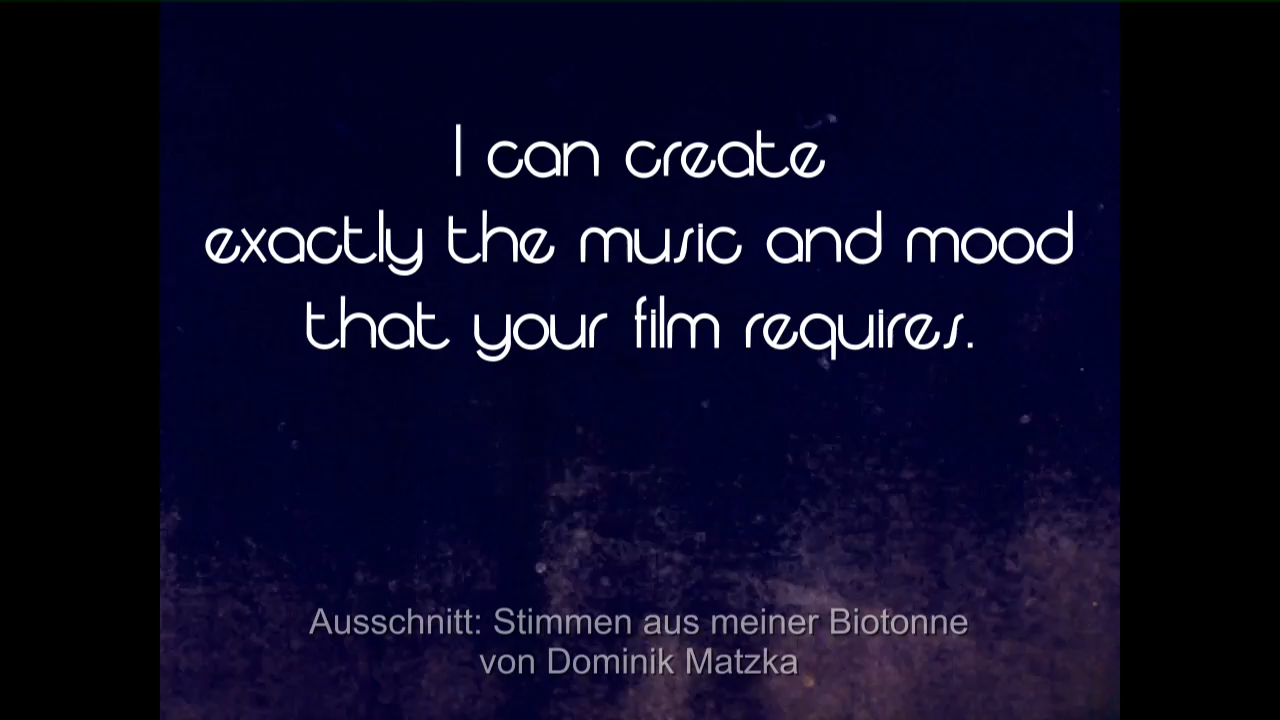 I can create
exactly the music and mood
that your film requires.
Ausschnitt: Stimmen aus meiner Biotonne
von Dominik Matzka